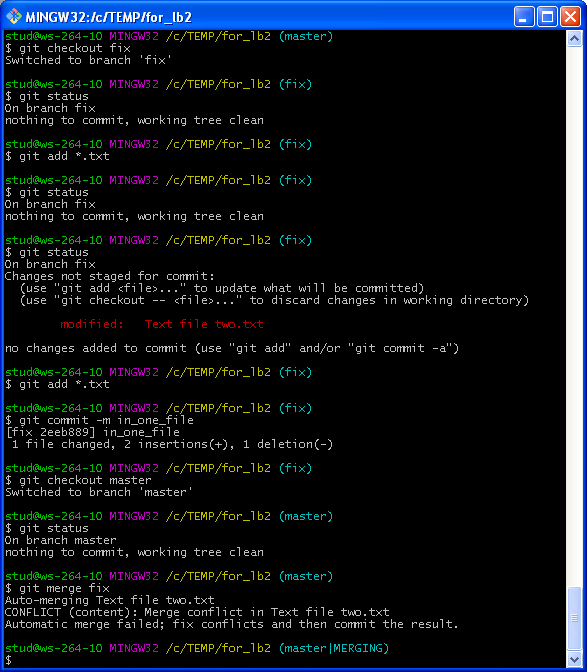 MINGW32:/c/TEMP/for_lb2
stud@ws-264-10 MINGW32 /c/TEMP/for_lb2 (master)
$ git checkout fix
Switched to branch 'fix'
stud@ws-264-10 MINGW32 /c/TEMP/for_lb2 (fix)
$ git status
On branch fix
nothing to commit, working tree clean
stud@ws-264-10 MINGW32 /c/TEMP/for_lb2 (fix)
$ git add *.txt
stud@ws-264-10 MINGW32 /c/TEMP/for_lb2 (fix)
$ git status
On branch fix
nothing to commit, working tree clean
stud@ws-264-10 MINGW32 /c/TEMP/for_lb2 (fix)
$ git status
On branch fix
Changes not staged for commit:
  (use "git add <file>..." to update what will be committed)
  (use "git checkout -- <file>..." to discard changes in working directory)
        modified:   Text file two.txt
no changes added to commit (use "git add" and/or "git commit -a")
stud@ws-264-10 MINGW32 /c/TEMP/for_lb2 (fix)
$ git add *.txt
stud@ws-264-10 MINGW32 /c/TEMP/for_lb2 (fix)
$ git commit -m in_one_file
[fix 2eeb889] in_one_file
 1 file changed, 2 insertions(+), 1 deletion(-)
stud@ws-264-10 MINGW32 /c/TEMP/for_lb2 (fix)
$ git checkout master
Switched to branch 'master'
stud@ws-264-10 MINGW32 /c/TEMP/for_lb2 (master)
$ git status
On branch master
nothing to commit, working tree clean
stud@ws-264-10 MINGW32 /c/TEMP/for_lb2 (master)
$ git merge fix
Auto-merging Text file two.txt
CONFLICT (content): Merge conflict in Text file two.txt
Automatic merge failed; fix conflicts and then commit the result.
stud@ws-264-10 MINGW32 /c/TEMP/for_lb2 (master|MERGING)
$